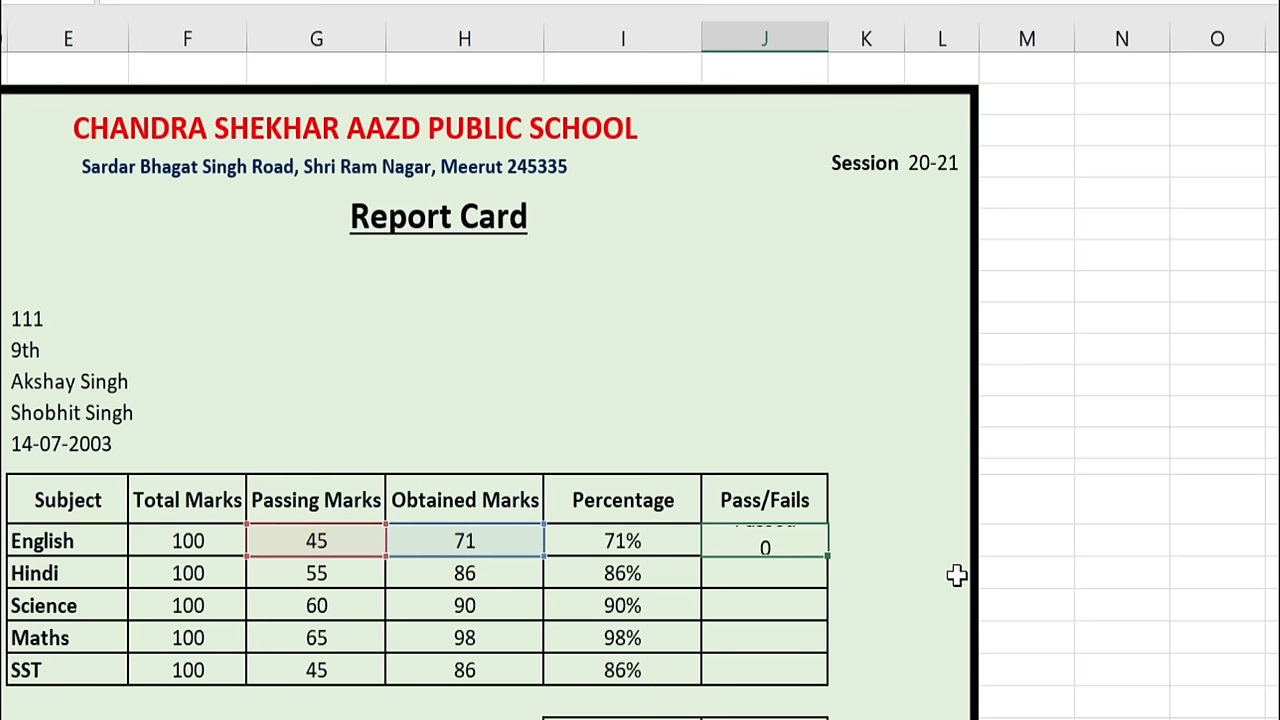 E F G H I J K L M N O
CHANDRA SHEKHAR AAZD PUBLIC SCHOOL
Sardar Bhagat Singh Road, Shri Ram Nagar, Meerut 245335
Session 20-21
Report Card
111
9th
Akshay Singh
Shobhit Singh
14-07-2003
Subject Total Marks Passing Marks Obtained Marks Percentage Pass/Fails
English 100 45 71 71% 0
Hindi 100 55 86 86%
Science 100 60 90 90%
Maths 100 65 98 98%
SST 100 45 86 86%